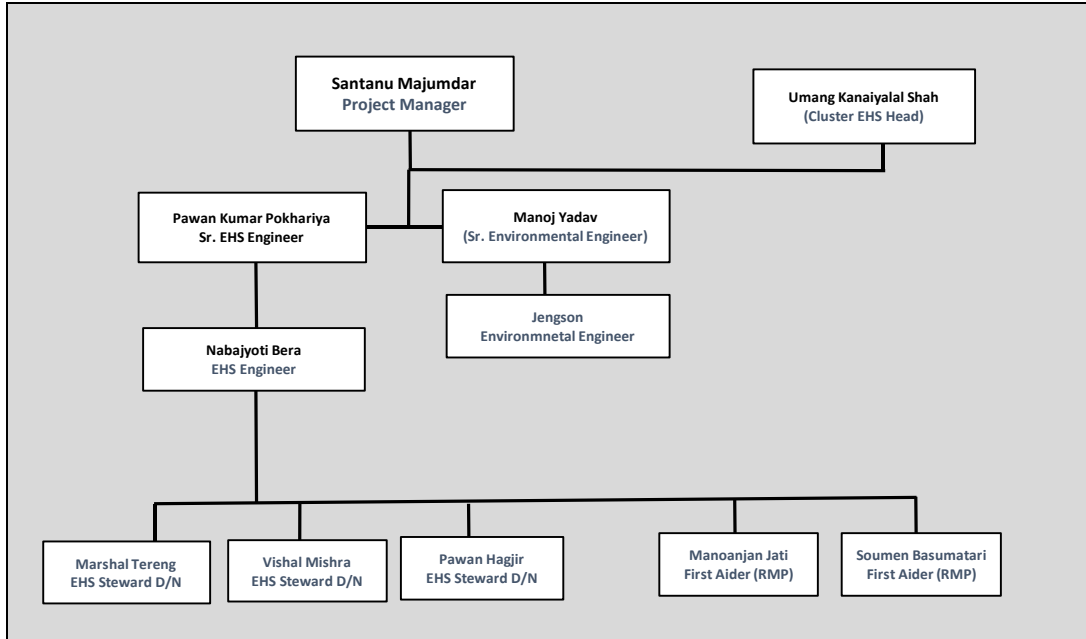 Santanu Majumdar
Project Manager
Umang Kanaiyalal Shah
(Cluster EHS Head)
Pawan Kumar Pokhariya
Sr. EHS Engineer
Manoj Yadav
(Sr. Environmental Engineer)
Jengson
Environmnetal Engineer
Nabajyoti Bera
EHS Engineer
Marshal Tereng
EHS Steward D/N
Vishal Mishra
EHS Steward D/N
Pawan Hagjir
EHS Steward D/N
Manoanjan Jati
First Aider (RMP)
Soumen Basumatari
First Aider (RMP)